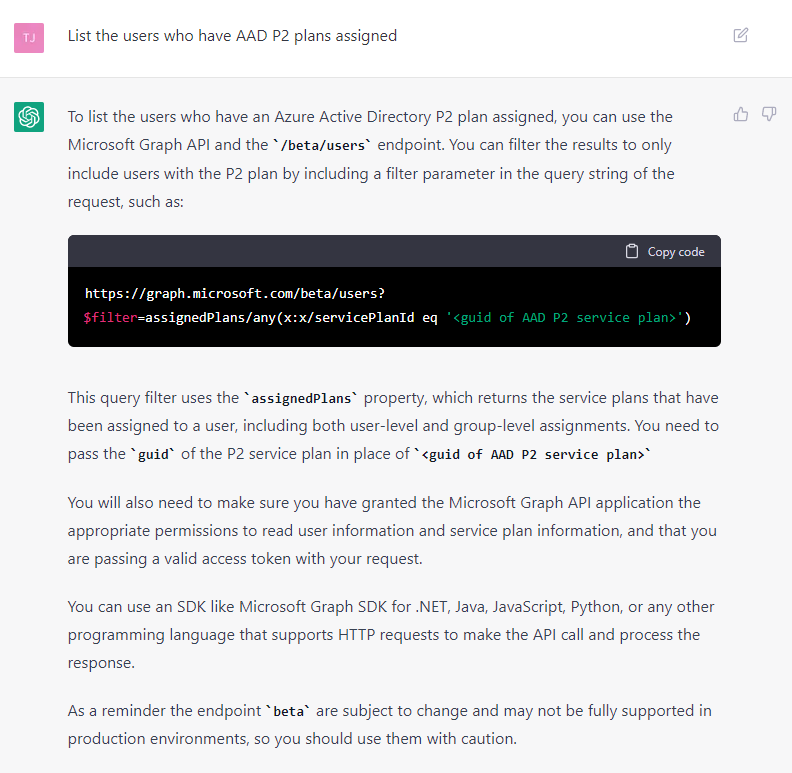 TJ
List the users who have AAD P2 plans assigned
To list the users who have an Azure Active Directory P2 plan assigned, you can use the
Microsoft Graph API and the `/beta/users` endpoint. You can filter the results to only
include users with the P2 plan by including a filter parameter in the query string of the
request, such as:
Copy code
https://graph.microsoft.com/beta/users?
$filter=assignedPlans/any(x:x/servicePlanId eq '<guid of AAD P2 service plan>')
This query filter uses the `assignedPlans` property, which returns the service plans that have
been assigned to a user, including both user-level and group-level assignments. You need to
pass the `guid` of the P2 service plan in place of `<guid of AAD P2 service plan>`
You will also need to make sure you have granted the Microsoft Graph API application the
appropriate permissions to read user information and service plan information, and that you
are passing a valid access token with your request.
You can use an SDK like Microsoft Graph SDK for .NET, Java, JavaScript, Python, or any other
programming language that supports HTTP requests to make the API call and process the
response.
As a reminder the endpoint `beta` are subject to change and may not be fully supported in
production environments, so you should use them with caution.